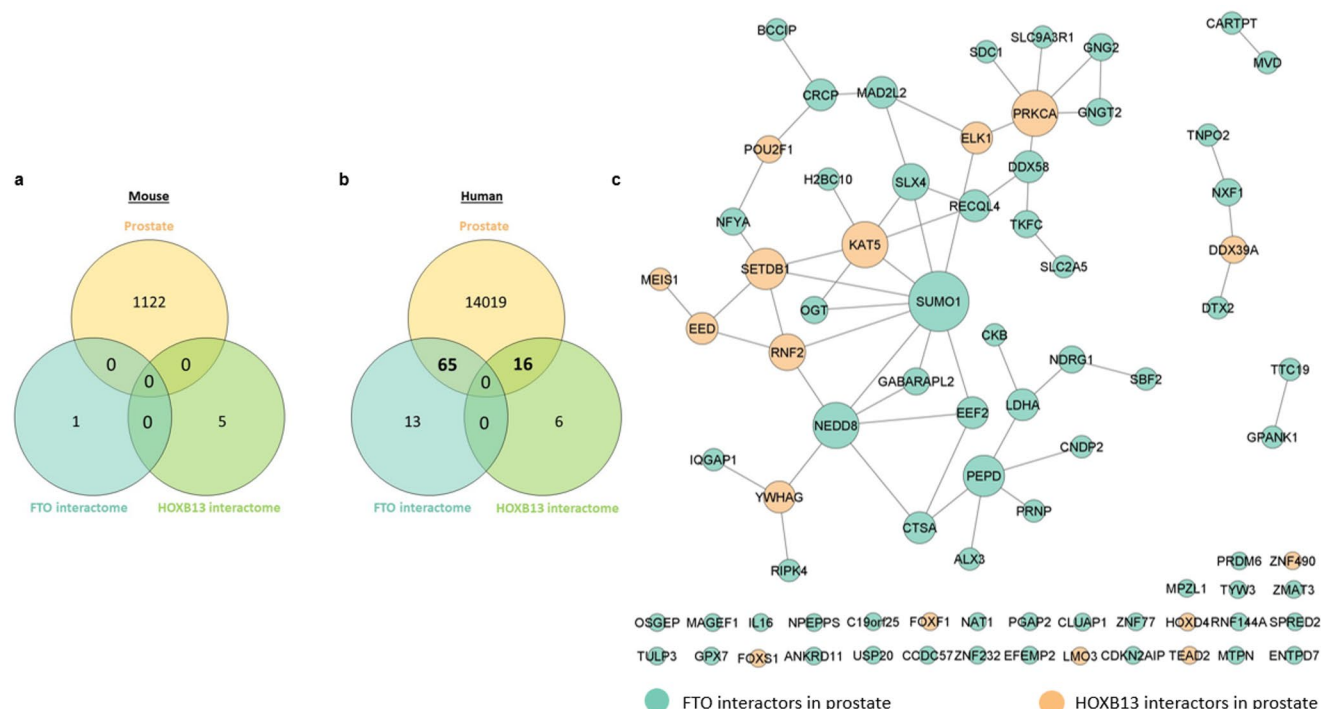 a
Mouse
Prostate
1122
0
0
0
1
0
5
FTO interactome
HOXB13 interactome
b
Human
Prostate
14019
65
16
0
13
0
6
FTO interactome
HOXB13 interactome
c
BCCIP
CRCP
MAD2L2
POU2F1
NFYA
H2BC10
SLX4
RECQL4
KAT5
SETDB1
MEIS1
EED
RNF2
OGT
SUMO1
SDC1
SLC9A3R1
GNG2
PRKCA
GNGT2
ELK1
DDX58
TKFC
SLC2A5
CARTPT
MVD
TNPO2
NXF1
DDX39A
DTX2
CKB
NDRG1
SBF2
LDHA
GABARAPL2
EEF2
NEDD8
TTC19
GPANK1
IQGAP1
YWHAG
RIPK4
PEPD
CNDP2
PRNP
CTSA
ALX3
PRDM6 ZNF490
MPZL1 TYW3 ZMAT3
OSGEP MAGEF1 IL16 NPEPPS C19orf25 FOXF1 NAT1 PGAP2 CLUAP1 ZNF77 HOXD4 RNF144A SPRED2
TULP3 GPX7 FOXS1 ANKRD11 USP20 CCDC57 ZNF232 EFEMP2 LMO3 CDKN2AIP TEAD2 MTPN ENTPD7
FTO interactors in prostate
HOXB13 interactors in prostate